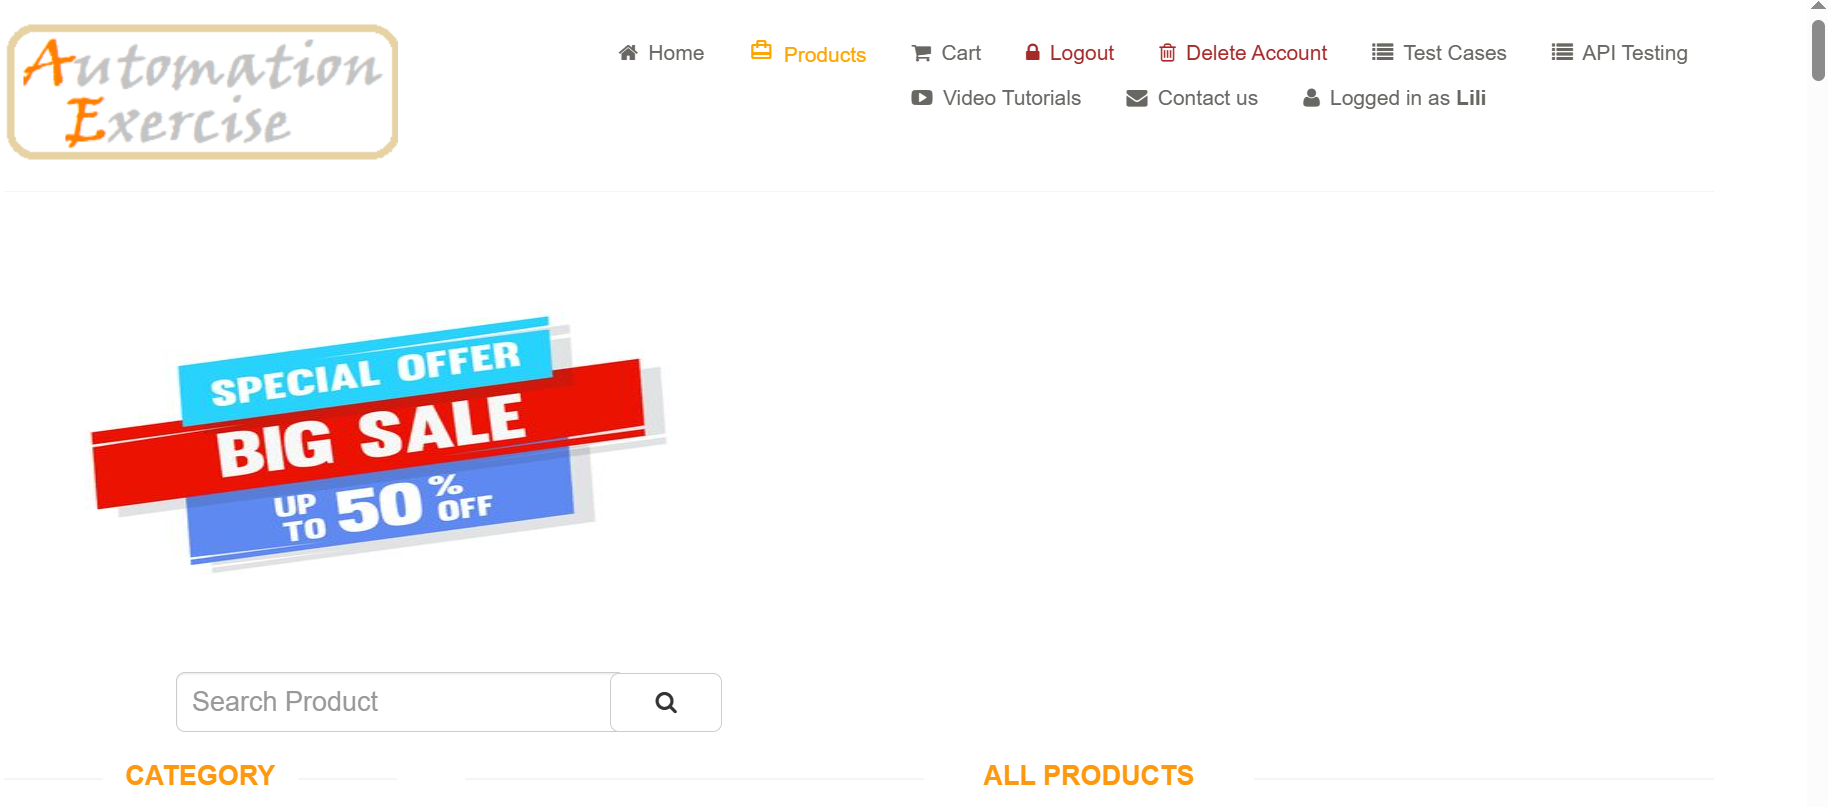 Automation
Exercise
Home Products Cart Logout Delete Account Test Cases API Testing
Video Tutorials Contact us Logged in as Lili
SPECIAL OFFER
BIG SALE
UP TO 50% OFF
Search Product
CATEGORY
ALL PRODUCTS